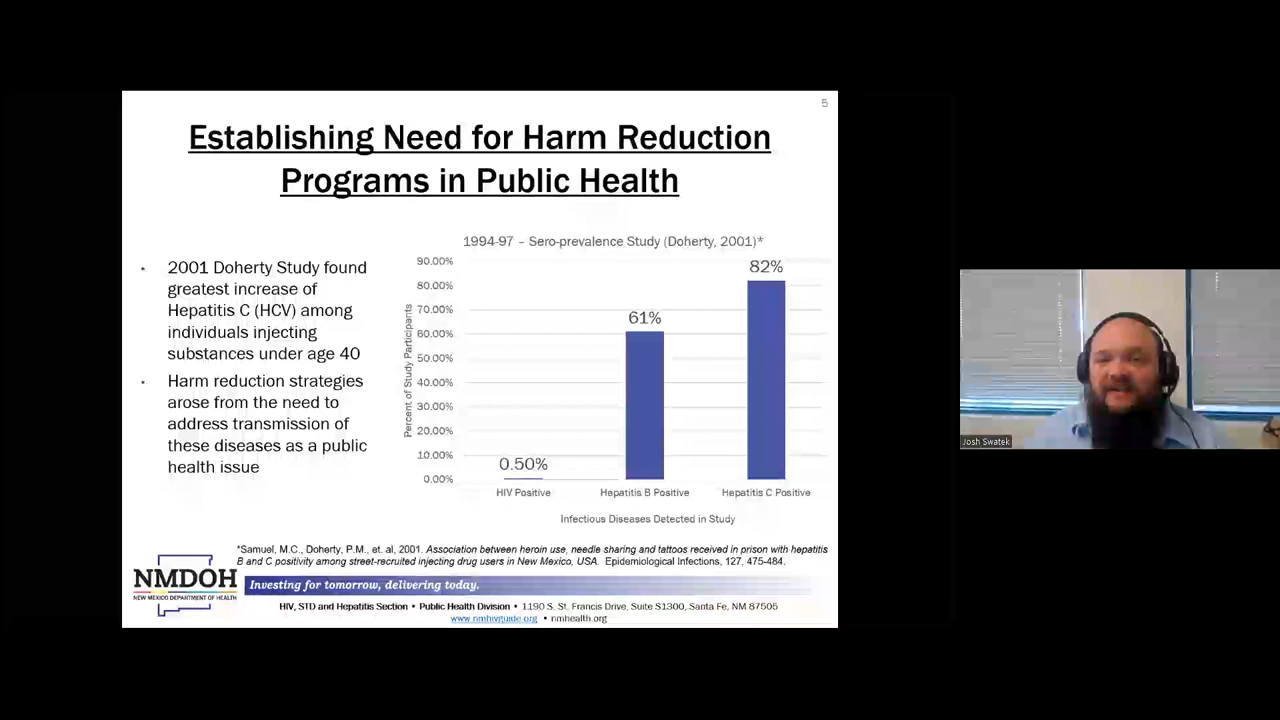 5
Establishing Need for Harm Reduction
Programs in Public Health
• 2001 Doherty Study found
greatest increase of
Hepatitis C (HCV) among
individuals injecting
substances under age 40
• Harm reduction strategies
arose from the need to
address transmission of
these diseases as a public
health issue
1994-97 – Sero-prevalence Study (Doherty, 2001)*
Percent of Study Participants
90.00%
80.00%
70.00%
60.00%
50.00%
40.00%
30.00%
20.00%
10.00%
0.00%
0.50%
61%
82%
HIV Positive
Hepatitis B Positive
Hepatitis C Positive
Infectious Diseases Detected in Study
*Samuel, M.C., Doherty, P.M., et. al, 2001. Association between heroin use, needle sharing and tattoos received in prison with hepatitis
B and C positivity among street-recruited injecting drug users in New Mexico, USA. Epidemiological Infections, 127, 475-484.
NMDOH
NEW MEXICO DEPARTMENT OF HEALTH
Investing for tomorrow, delivering today.
HIV, STD and Hepatitis Section • Public Health Division • 1190 S. St. Francis Drive, Suite S1300, Santa Fe, NM 87505
www.nmhivguide.org • nmhealth.org
Josh Swatek